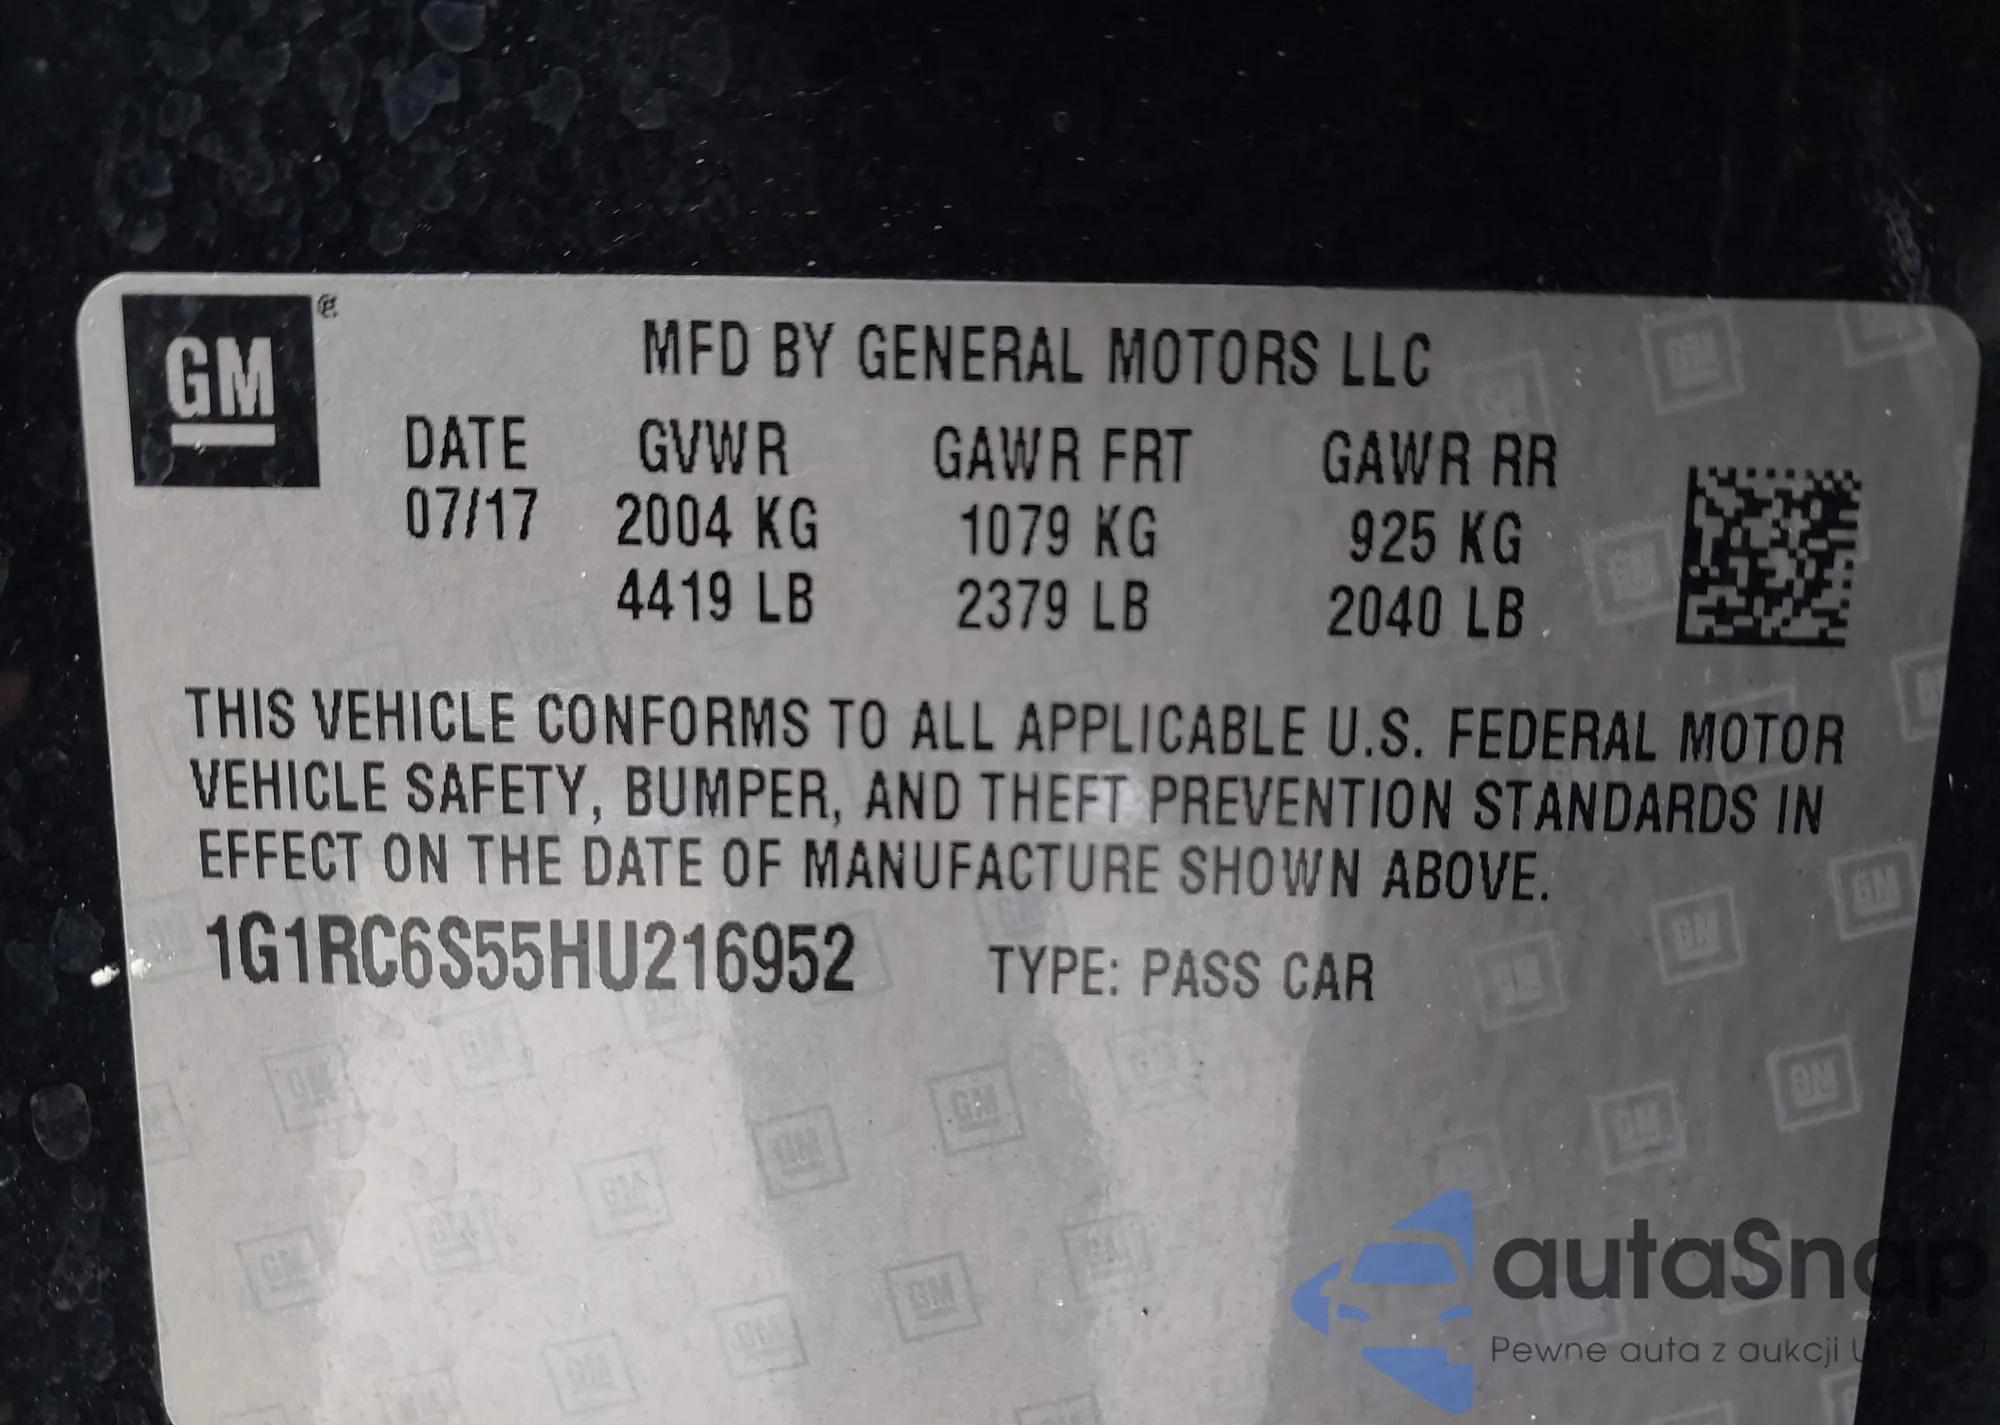 GM
MFD BY GENERAL MOTORS LLC
DATE GVWR GAWR FRT GAWR RR
07/17 2004 KG 1079 KG 925 KG
4419 LB 2379 LB 2040 LB
THIS VEHICLE CONFORMS TO ALL APPLICABLE U.S. FEDERAL MOTOR
VEHICLE SAFETY, BUMPER, AND THEFT PREVENTION STANDARDS IN
EFFECT ON THE DATE OF MANUFACTURE SHOWN ABOVE.
1G1RC6S55HU216952 TYPE: PASS CAR
autaSnap
Pewne auta z aukcji